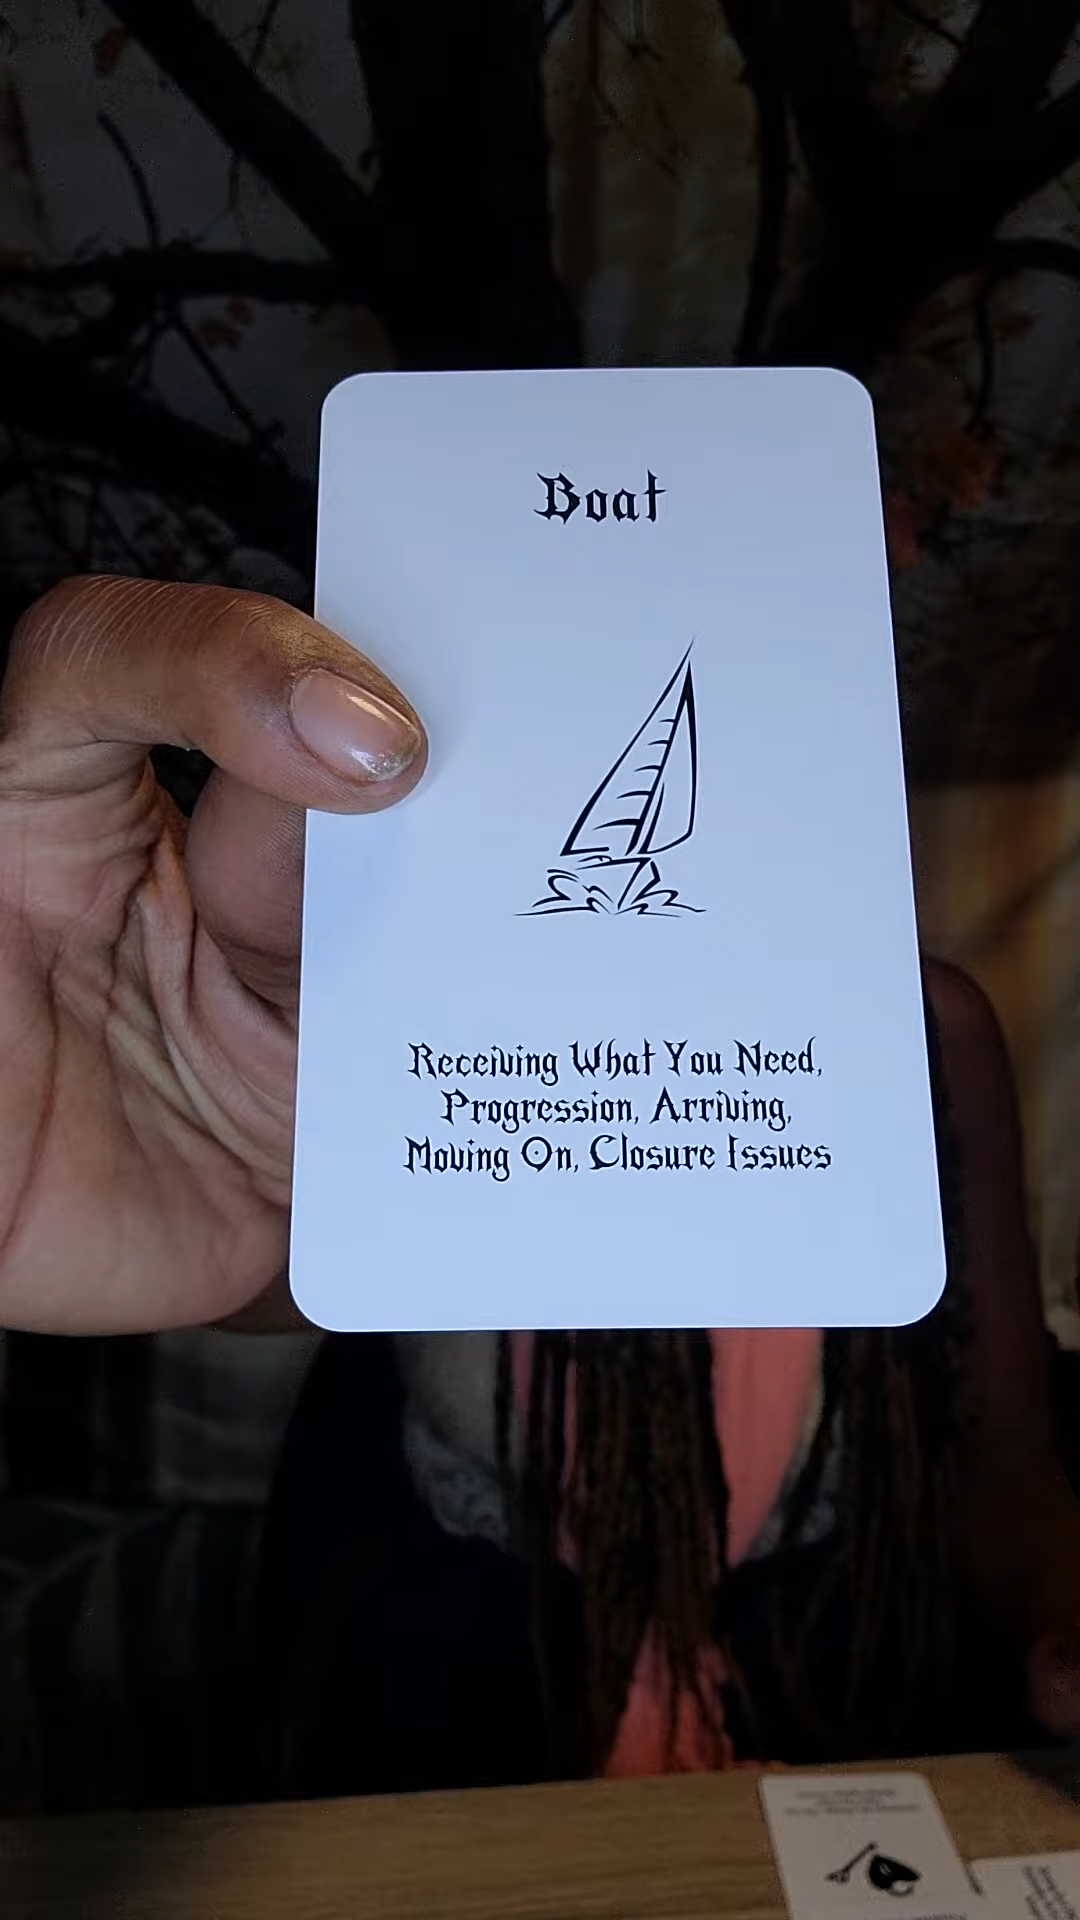 Boat
Receiving What You Need,
Progression, Arriving,
Moving On, Closure Issues